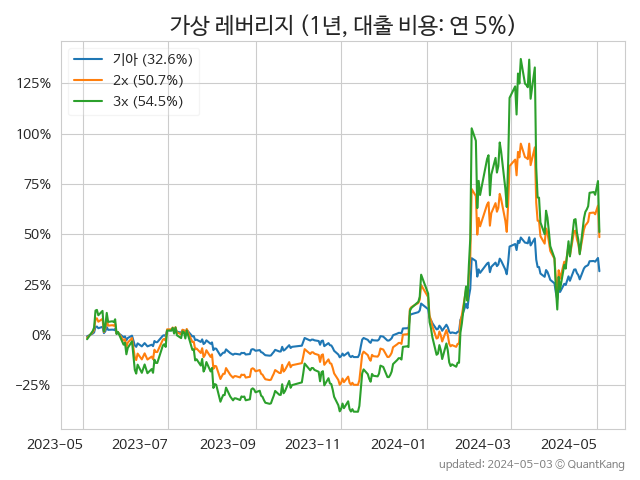 가상 레버리지 (1년, 대출 비용: 연 5%)
기아 (32.6%)
2x (50.7%)
3x (54.5%)
125%
100%
75%
50%
25%
0%
−25%
2023-05 2023-07 2023-09 2023-11 2024-01 2024-03 2024-05
updated: 2024-05-03 © QuantKang